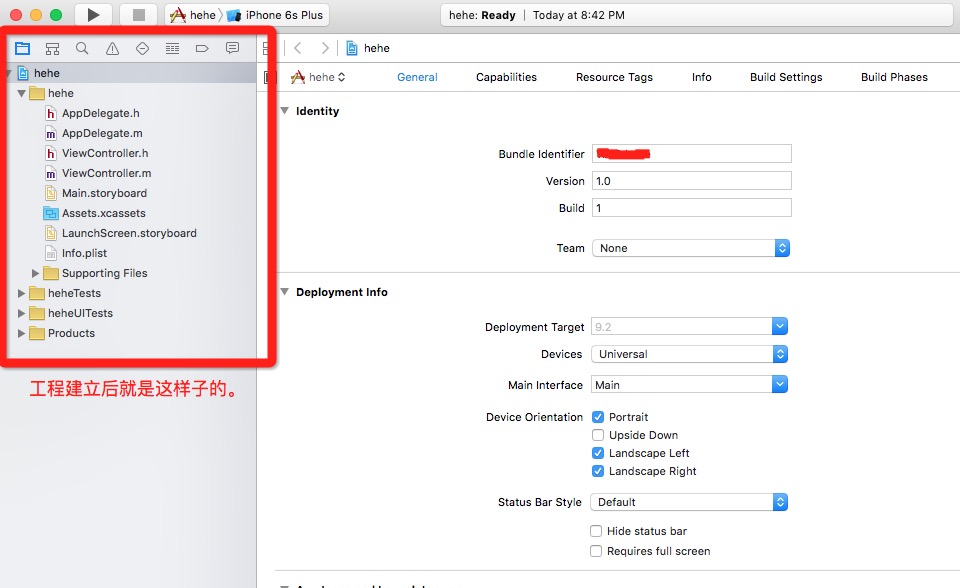 hehe iPhone 6s Plus hehe: Ready Today at 8:42 PM
hehe
hehe
AppDelegate.h
AppDelegate.m
ViewController.h
ViewController.m
Main.storyboard
Assets.xcassets
LaunchScreen.storyboard
Info.plist
Supporting Files
heheTests
heheUITests
Products
工程建立后就是这样子的。
hehe
hehe General Capabilities Resource Tags Info Build Settings Build Phases
Identity
Bundle Identifier
Version 1.0
Build 1
Team None
Deployment Info
Deployment Target 9.2
Devices Universal
Main Interface Main
Device Orientation Portrait
Upside Down
Landscape Left
Landscape Right
Status Bar Style Default
Hide status bar
Requires full screen